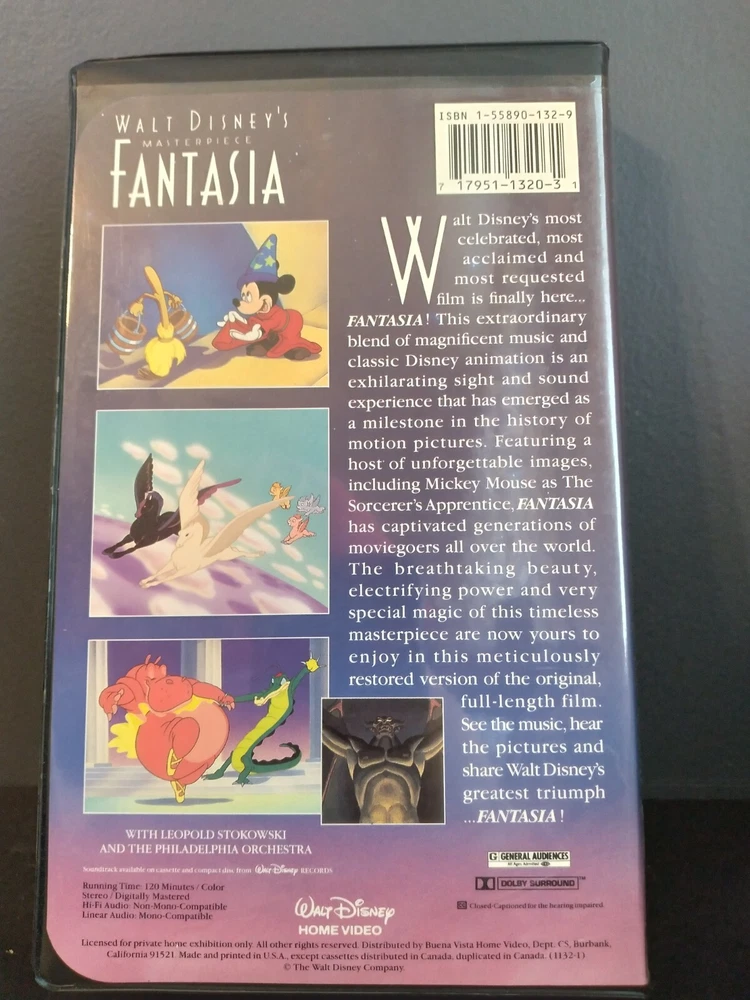 WALT DISNEY'S
MASTERPIECE
FANTASIA
ISBN 1-55890-132-9
7 17951-1320-3 1
Walt Disney's most
celebrated, most
acclaimed and
most requested
film is finally here...
FANTASIA! This extraordinary
blend of magnificent music and
classic Disney animation is an
exhilarating sight and sound
experience that has emerged as
a milestone in the history of
motion pictures. Featuring a
host of unforgettable images,
including Mickey Mouse as The
Sorcerer's Apprentice, FANTASIA
has captivated generations of
moviegoers all over the world.
The breathtaking beauty,
electrifying power and very
special magic of this timeless
masterpiece are now yours to
enjoy in this meticulously
restored version of the original,
full-length film.
See the music, hear
the pictures and
share Walt Disney's
greatest triumph
...FANTASIA!
WITH LEOPOLD STOKOWSKI
AND THE PHILADELPHIA ORCHESTRA
Soundtrack available on cassette and compact disc from Walt Disney RECORDS
Running Time: 120 Minutes / Color
Stereo / Digitally Mastered
Hi-Fi Audio: Non-Mono-Compatible
Linear Audio: Mono-Compatible
WALT DISNEY
HOME VIDEO
G GENERAL AUDIENCES
All Ages Admitted
DOLBY SURROUND™
Closed-Captioned for the hearing impaired.
Licensed for private home exhibition only. All other rights reserved. Distributed by Buena Vista Home Video, Dept. CS, Burbank,
California 91521. Made and printed in U.S.A., except cassettes distributed in Canada, duplicated in Canada. (1132-1)
© The Walt Disney Company.